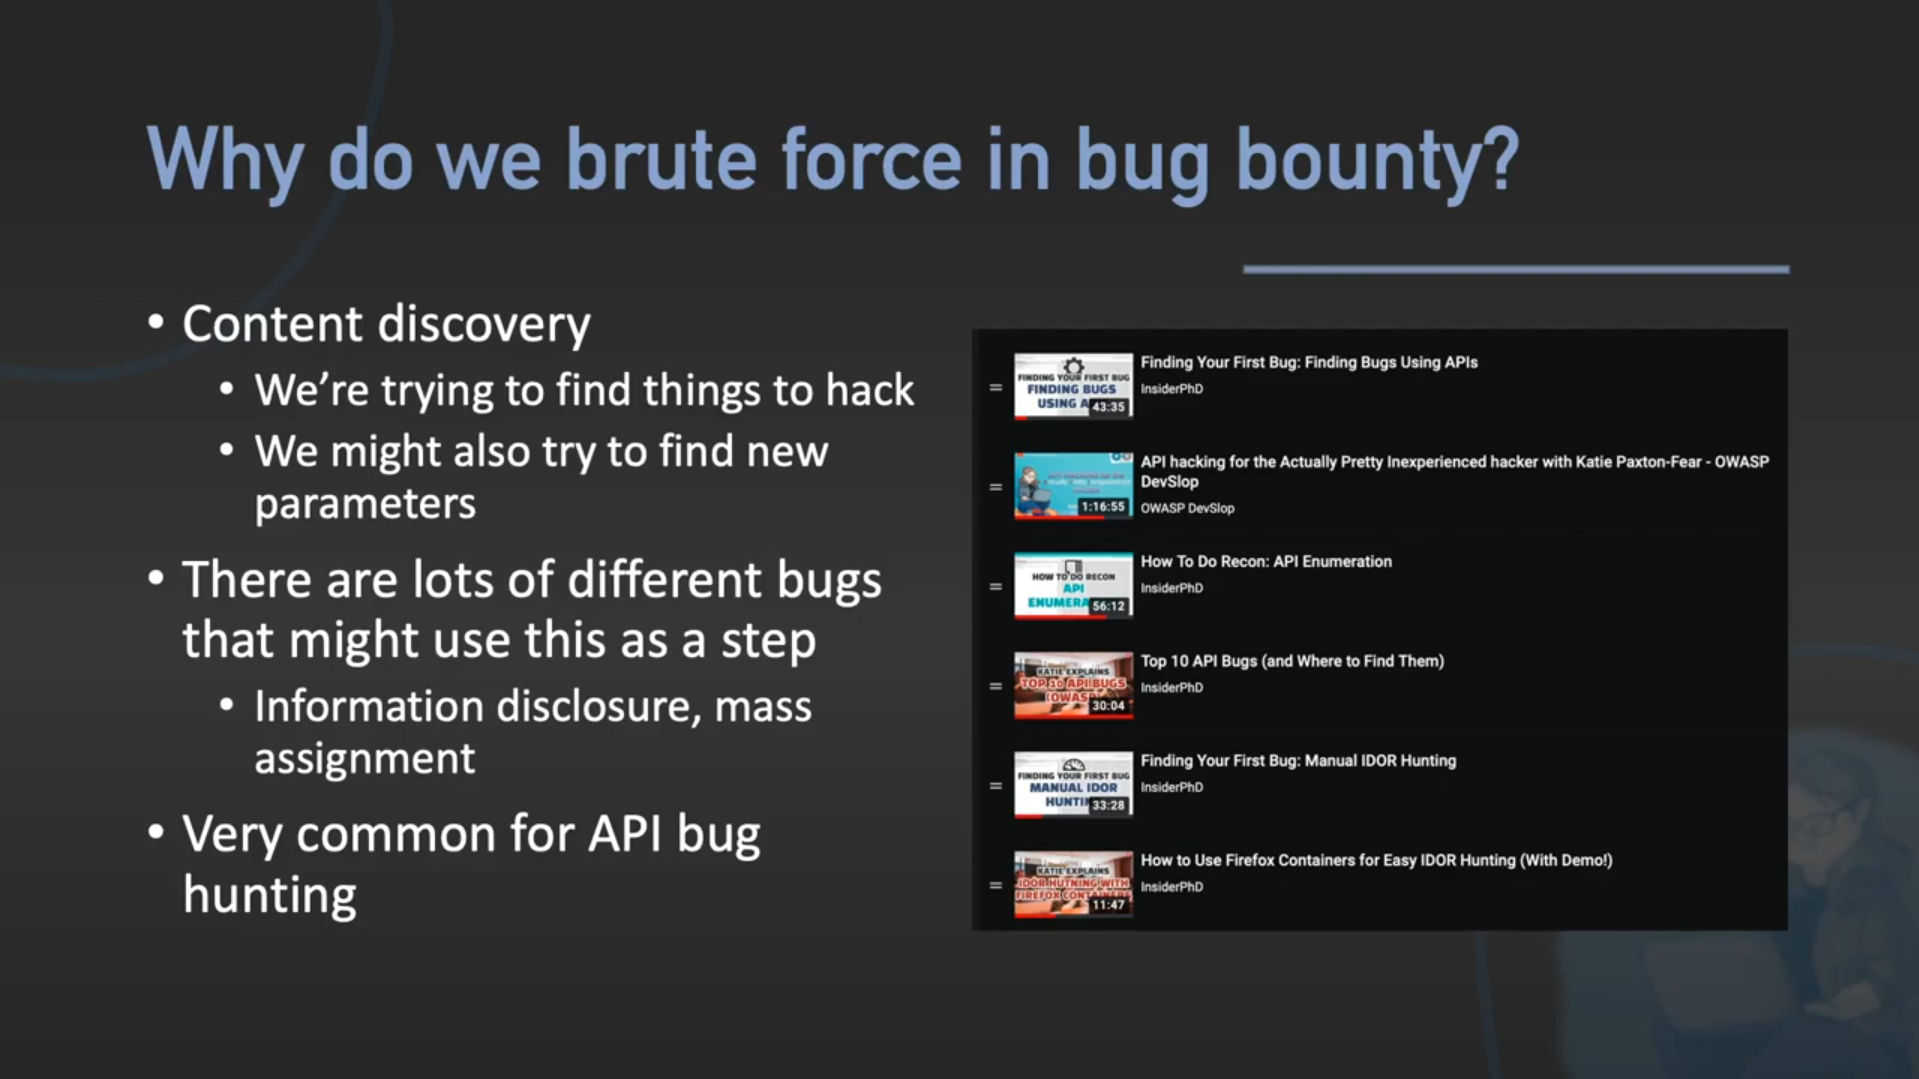 Why do we brute force in bug bounty?
• Content discovery
• We're trying to find things to hack
• We might also try to find new
parameters
• There are lots of different bugs
that might use this as a step
• Information disclosure, mass
assignment
• Very common for API bug
hunting
FINDING YOUR FIRST BUG
FINDING BUGS
USING A
43:35
Finding Your First Bug: Finding Bugs Using APIs
InsiderPhD
1:16:55
API hacking for the Actually Pretty Inexperienced hacker with Katie Paxton-Fear - OWASP
DevSlop
OWASP DevSlop
HOW TO DO RECON
API
ENUMERA
56:12
How To Do Recon: API Enumeration
InsiderPhD
KATIE EXPLAINS
TOP 10 API BUGS
(OWAS
30:04
Top 10 API Bugs (and Where to Find Them)
InsiderPhD
FINDING YOUR FIRST BUG
MANUAL IDOR
HUNTIN
33:28
Finding Your First Bug: Manual IDOR Hunting
InsiderPhD
KATIE EXPLAINS
IDOR HUTNING WITH
FIREFOX CONTAINERS
11:47
How to Use Firefox Containers for Easy IDOR Hunting (With Demo!)
InsiderPhD